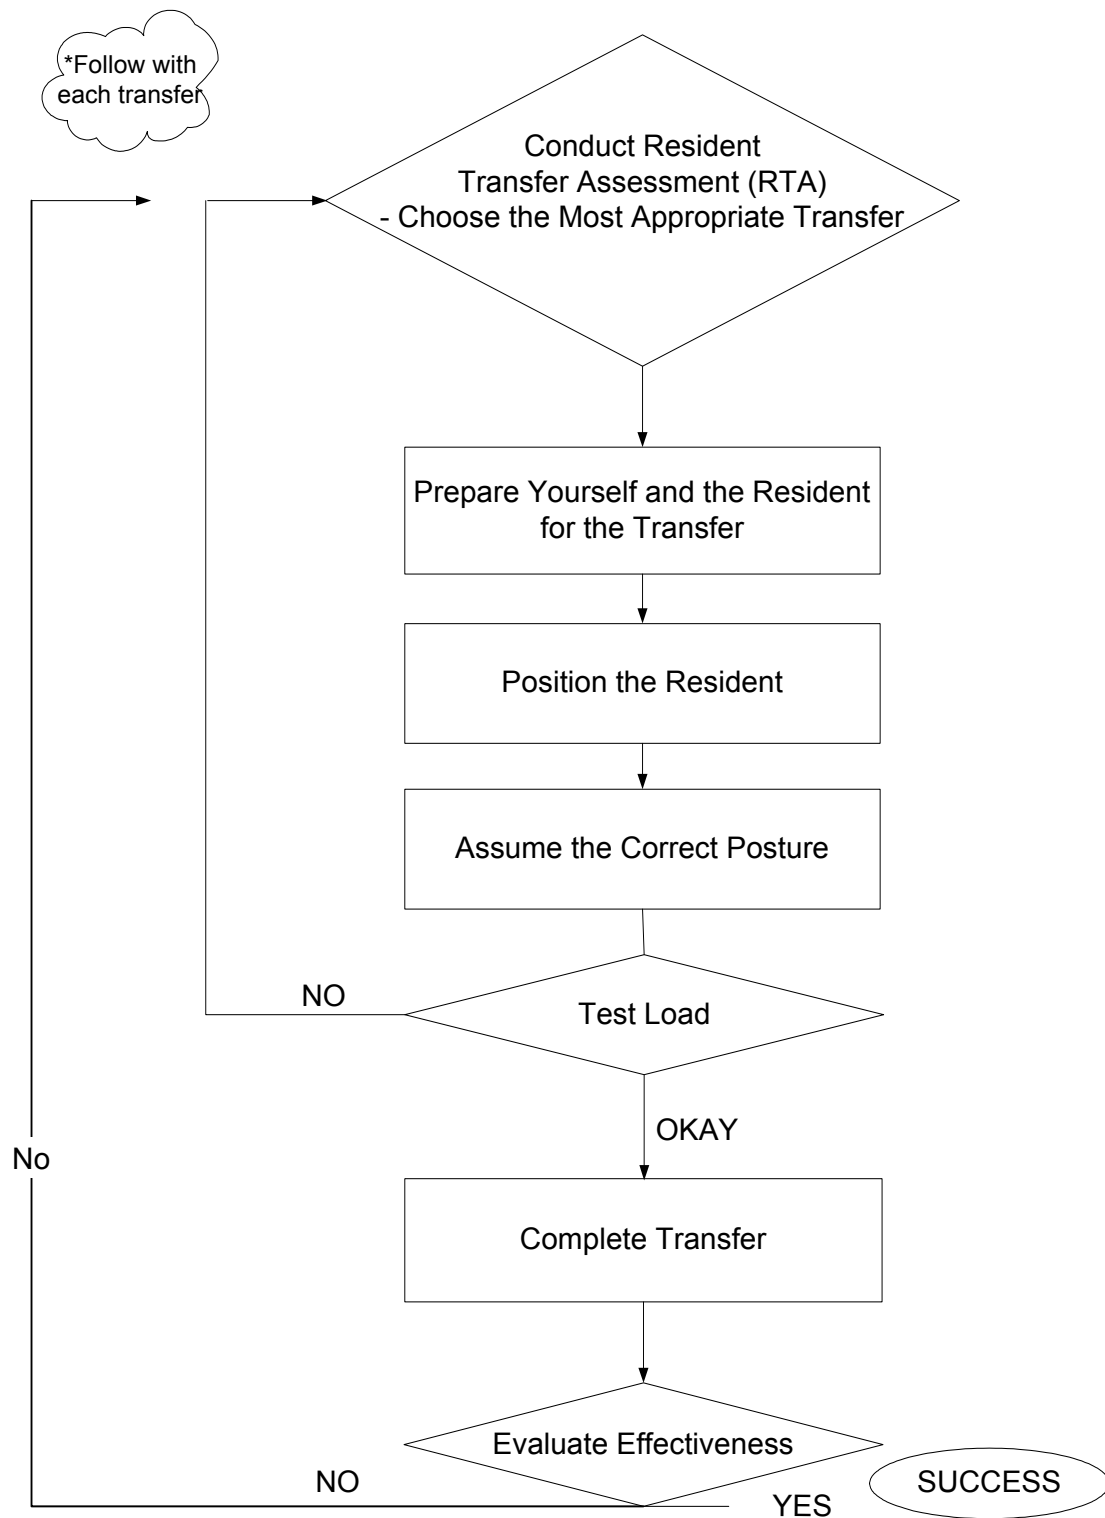 *Follow with
each transfer
Conduct Resident
Transfer Assessment (RTA)
- Choose the Most Appropriate Transfer
Prepare Yourself and the Resident
for the Transfer
Position the Resident
Assume the Correct Posture
NO
Test Load
OKAY
No
Complete Transfer
Evaluate Effectiveness
NO
YES
SUCCESS